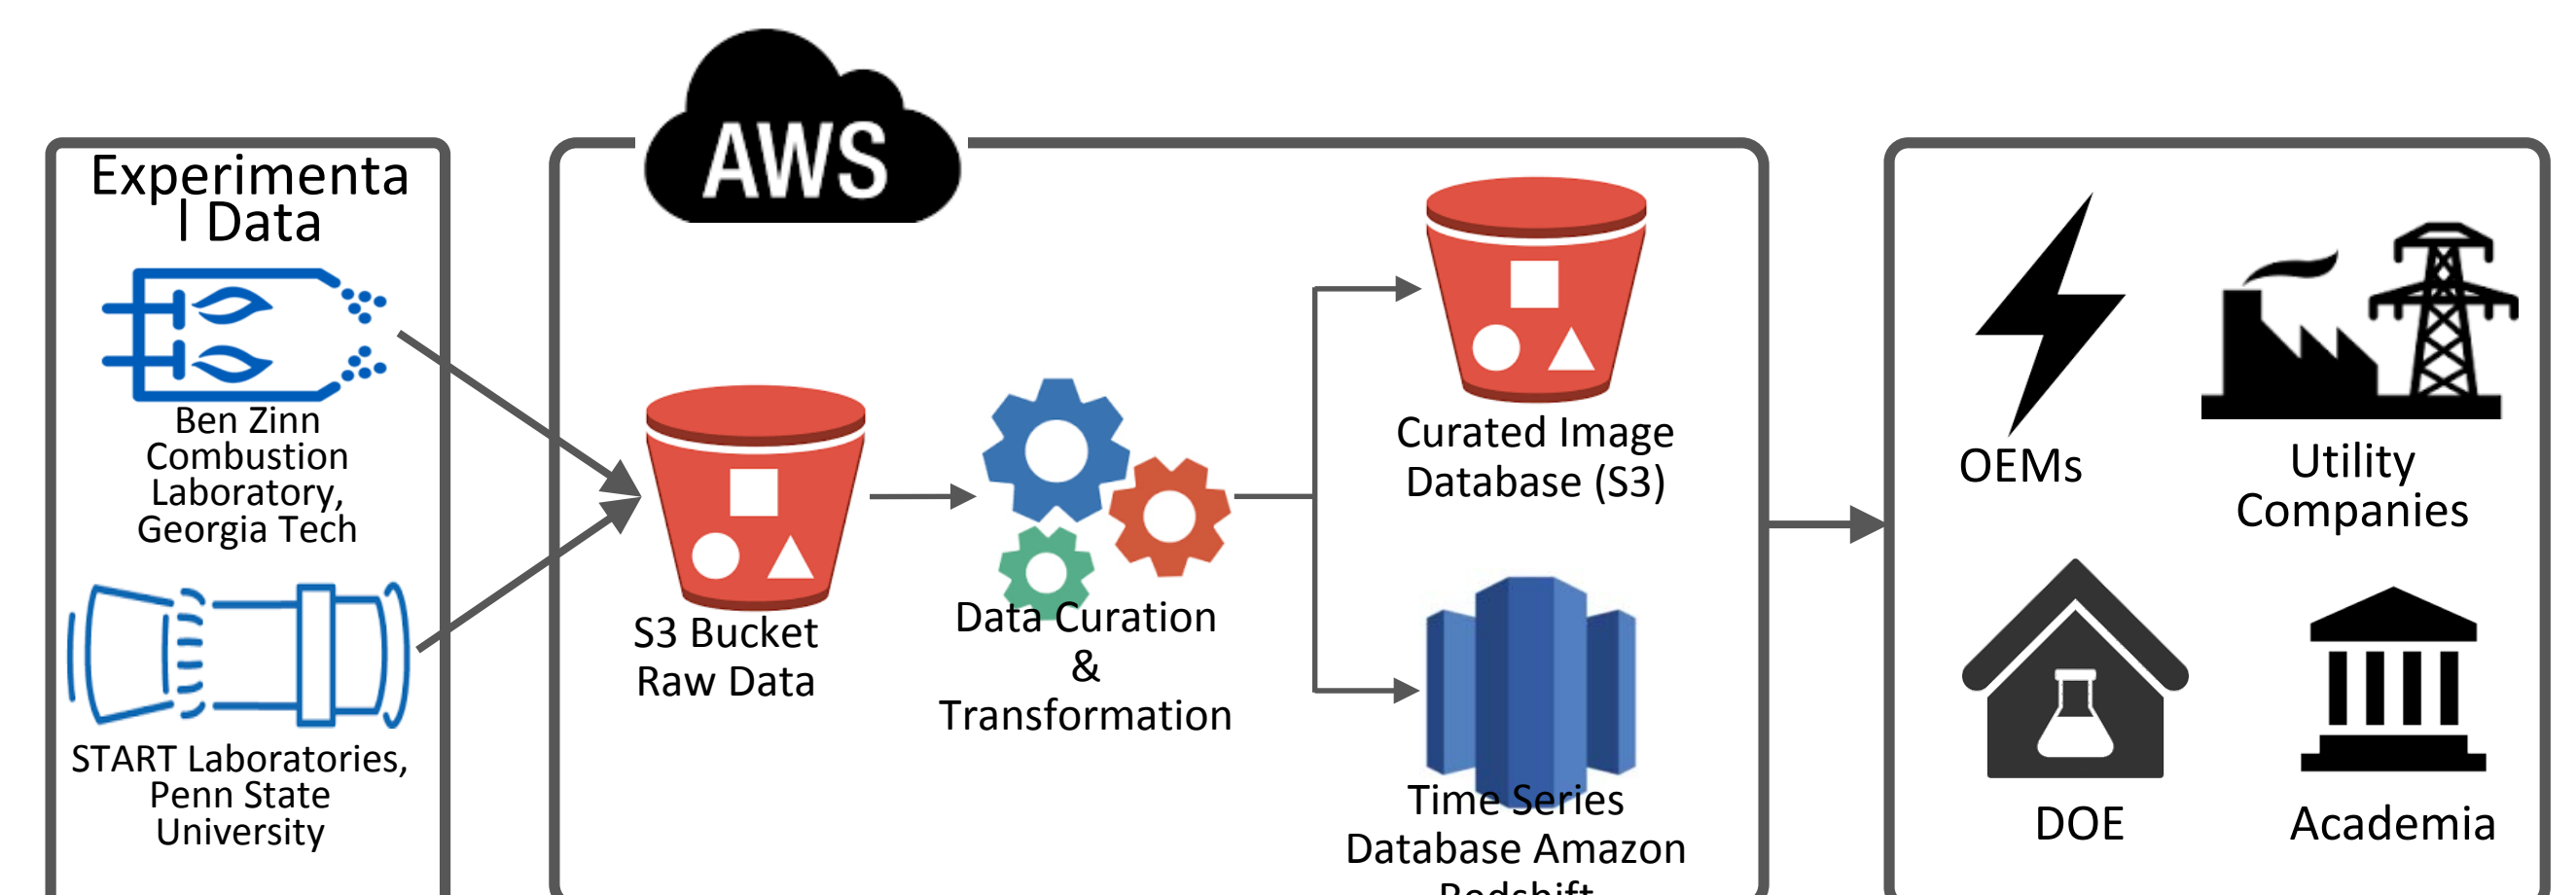 Experimenta
l Data
Ben Zinn
Combustion
Laboratory,
Georgia Tech
START Laboratories,
Penn State
University
AWS
S3 Bucket
Raw Data
Data Curation
&
Transformation
Curated Image
Database (S3)
Time Series
Database Amazon
Redshift
OEMs
Utility
Companies
DOE
Academia